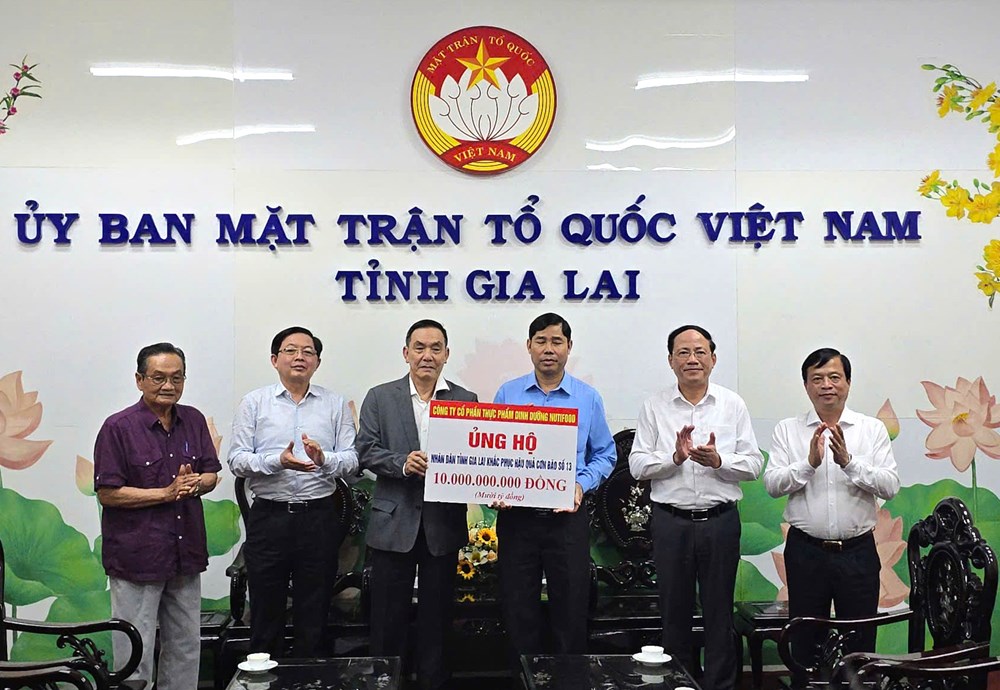 MẶT TRẬN TỔ QUỐC
VIỆT NAM
ỦY BAN MẶT TRẬN TỔ QUỐC VIỆT NAM
TỈNH GIA LAI
CÔNG TY CỔ PHẦN THỰC PHẨM DINH DƯỠNG NUTIFOOD
ỦNG HỘ
NHÂN DÂN TỈNH GIA LAI KHẮC PHỤC HẬU QUẢ CƠN BÃO SỐ 13
10.000.000.000 ĐỒNG
(Mười tỷ đồng)